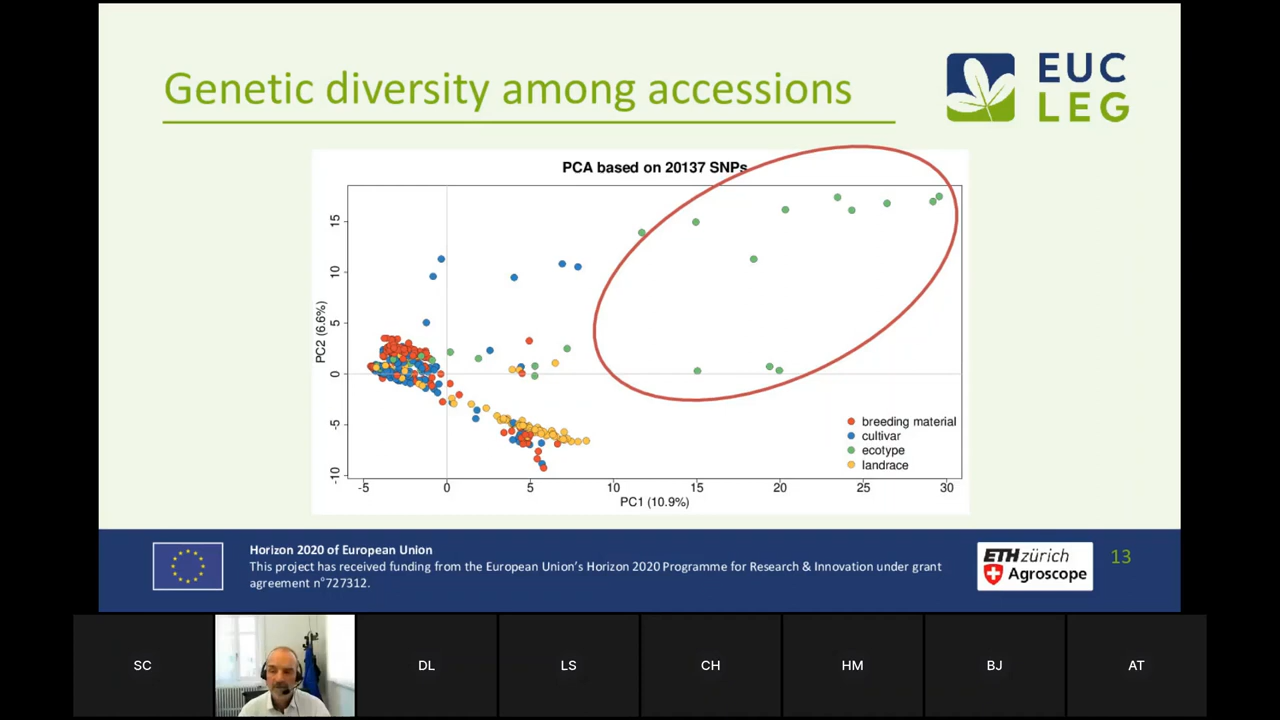 Genetic diversity among accessions
EUC
LEG
PCA based on 20137 SNPs
15
10
5
0
-5
-10
PC2 (6.6%)
breeding material
cultivar
ecotype
landrace
-5 0 5 10 15 20 25 30
PC1 (10.9%)
Horizon 2020 of European Union
This project has received funding from the European Union's Horizon 2020 Programme for Research & Innovation under grant
agreement n°727312.
ETHzürich
Agroscope
13
SC
DL
LS
CH
HM
BJ
AT